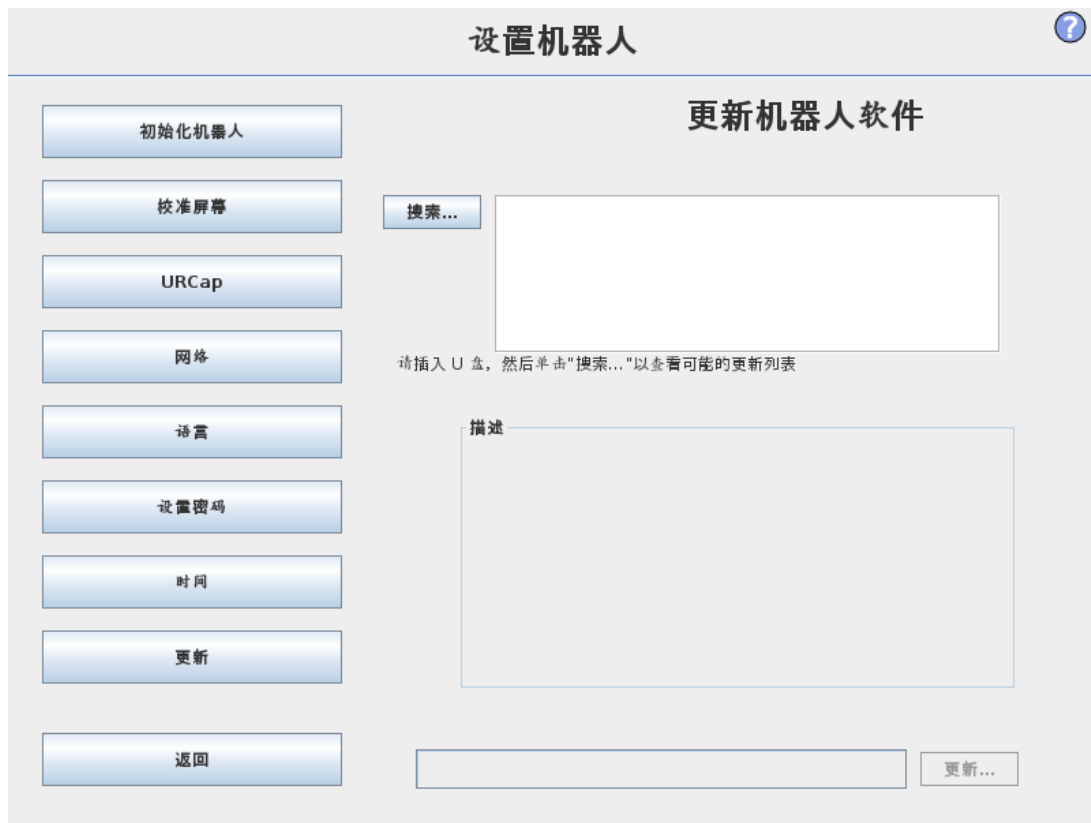 设置机器人
?
更新机器人软件
初始化机器人
校准屏幕
URCap
网络
语言
设置密码
时间
更新
返回
搜索...
请插入 U 盘，然后单击"搜索..."以查看可能的更新列表
描述
更新...